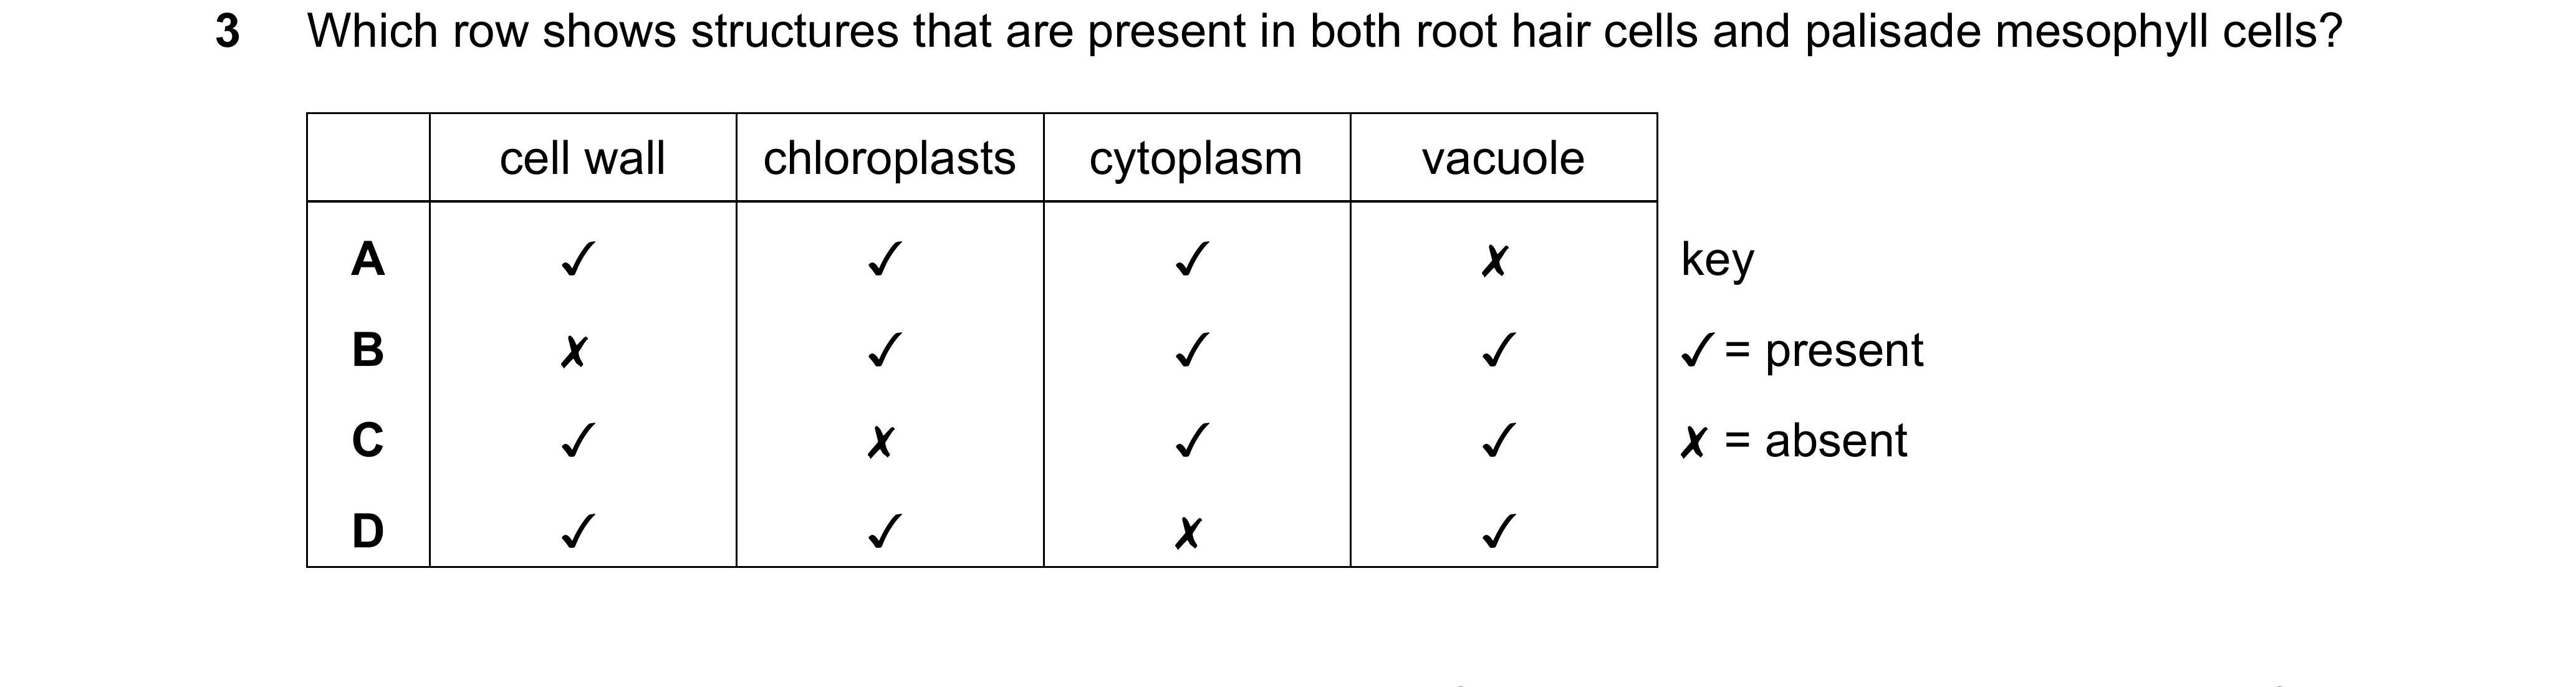 3 Which row shows structures that are present in both root hair cells and palisade mesophyll cells?
cell wall chloroplasts cytoplasm vacuole
A ✓ ✓ ✓ ✗ key
B ✗ ✓ ✓ ✓ ✓ = present
C ✓ ✗ ✓ ✓ ✗ = absent
D ✓ ✓ ✗ ✓